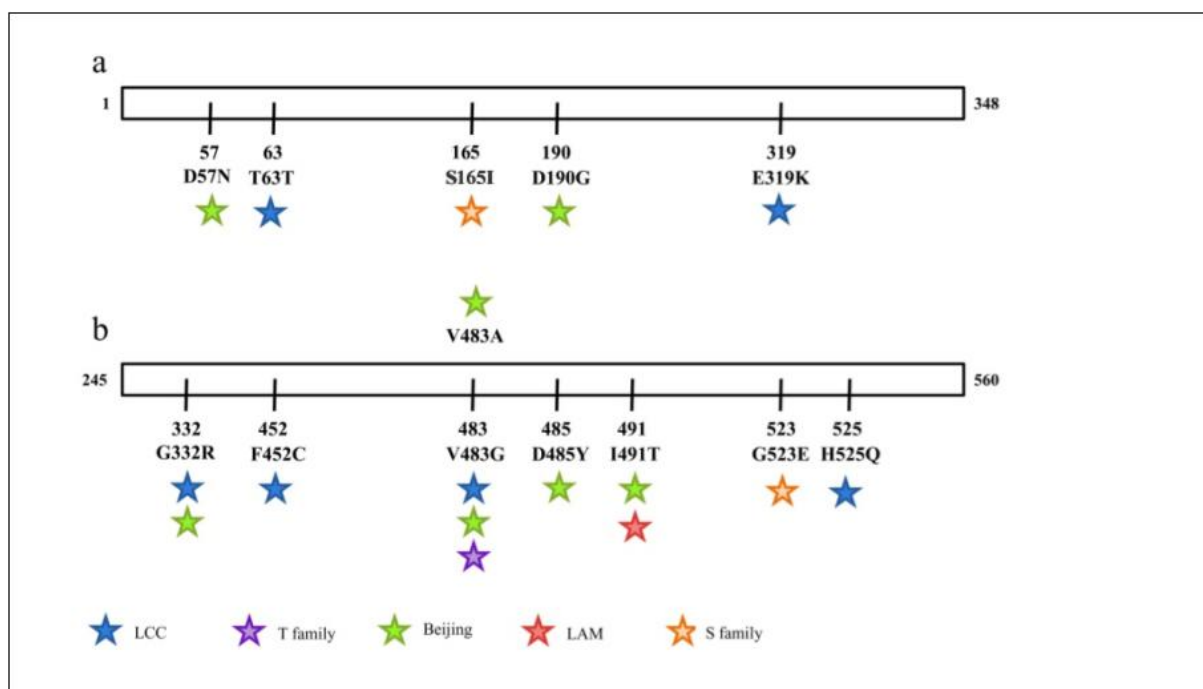 a
1 348
57 63 165 190 319
D57N T63T S165I D190G E319K
V483A
b
245 560
332 452 483 485 491 523 525
G332R F452C V483G D485Y I491T G523E H525Q
LCC T family Beijing LAM S family